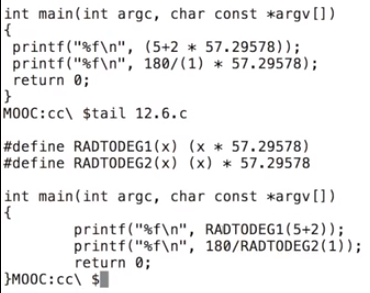 int main(int argc, char const *argv[])
{
 printf("%f\n", (5+2 * 57.29578));
 printf("%f\n", 180/(1) * 57.29578);
 return 0;
}
MOOC:cc\ $tail 12.6.c

#define RADTODEG1(x) (x * 57.29578)
#define RADTODEG2(x) (x) * 57.29578

int main(int argc, char const *argv[])
{
        printf("%f\n", RADTODEG1(5+2));
        printf("%f\n", 180/RADTODEG2(1));
        return 0;
}MOOC:cc\ $